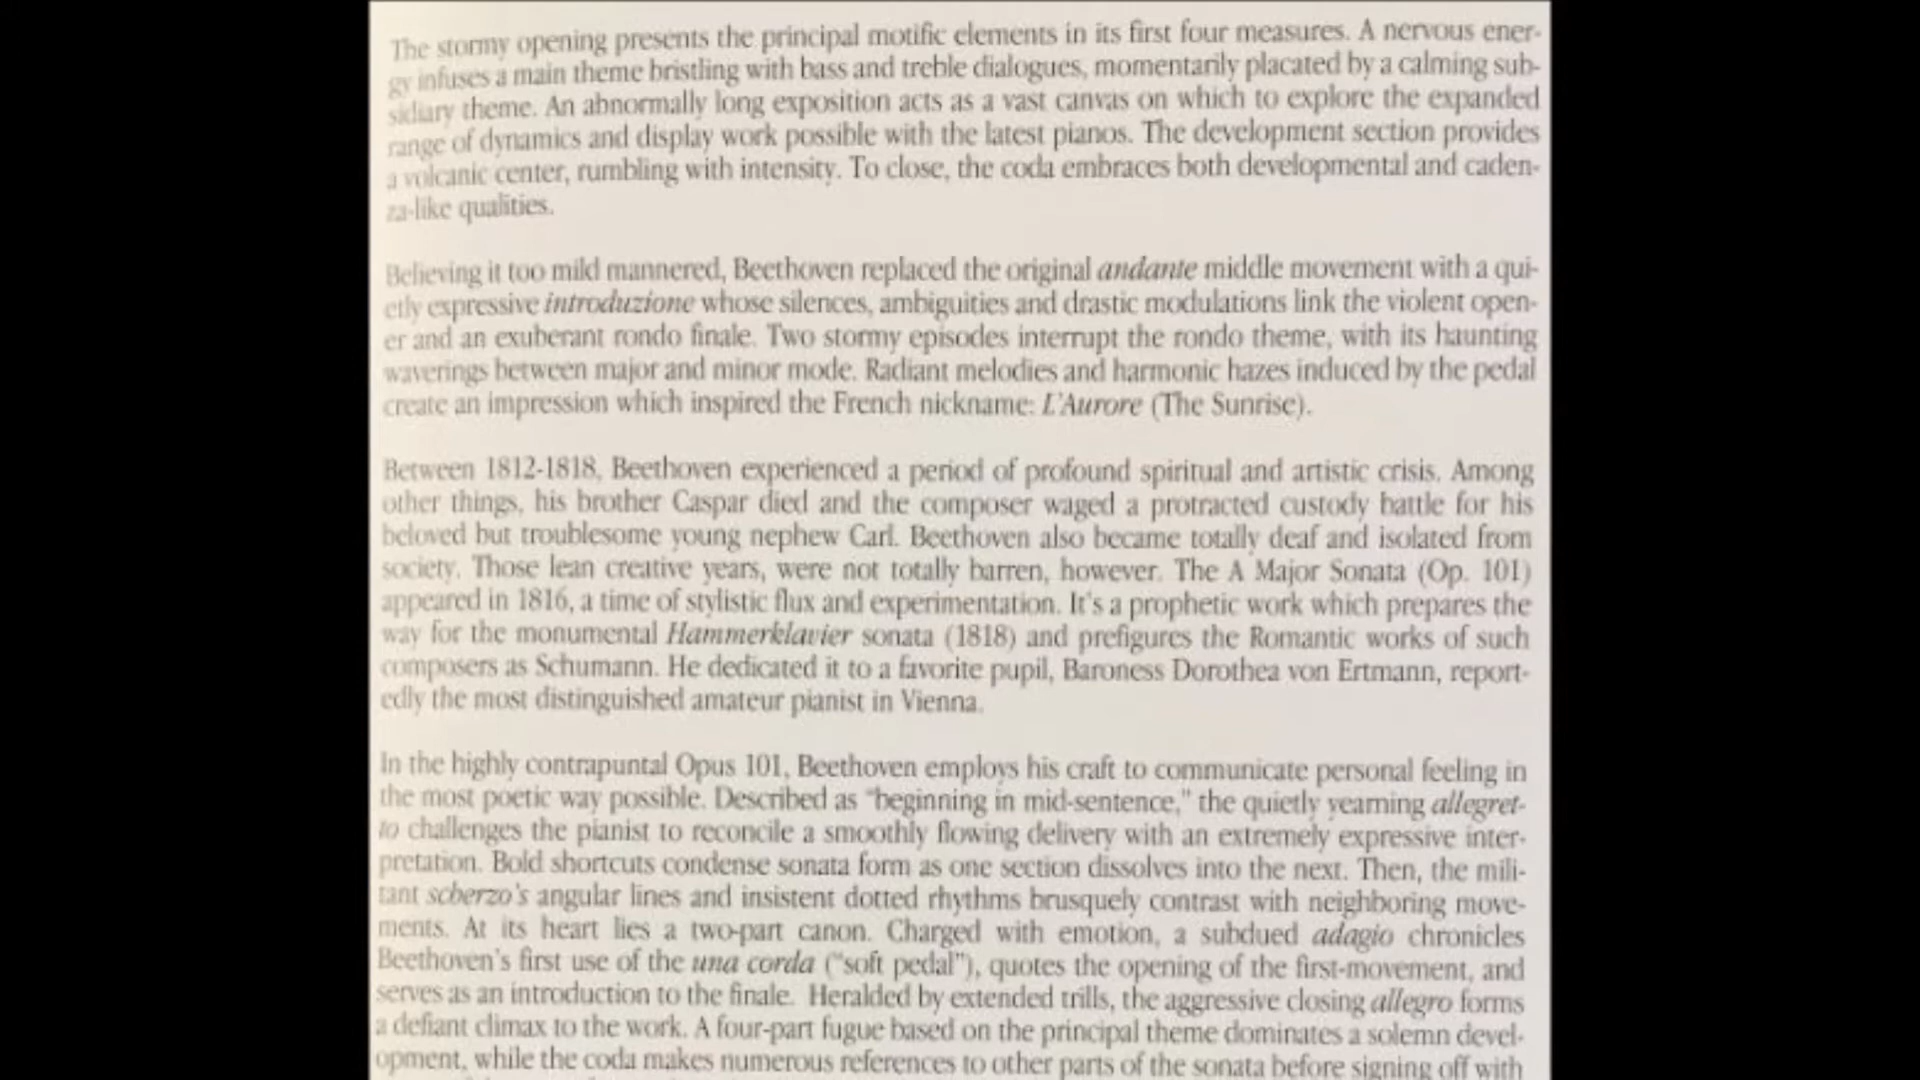 The stormy opening presents the principal motific elements in its first four measures. A nervous ener-
gy infuses a main theme bristling with bass and treble dialogues, momentarily placated by a calming sub-
sidiary theme. An abnormally long exposition acts as a vast canvas on which to explore the expanded
range of dynamics and display work possible with the latest pianos. The development section provides
a volcanic center, rumbling with intensity. To close, the coda embraces both developmental and caden-
za-like qualities.
Believing it too mild mannered, Beethoven replaced the original andante middle movement with a qui-
etly expressive introduzione whose silences, ambiguities and drastic modulations link the violent open-
er and an exuberant rondo finale. Two stormy episodes interrupt the rondo theme, with its haunting
waverings between major and minor mode. Radiant melodies and harmonic hazes induced by the pedal
create an impression which inspired the French nickname: L'Aurore (The Sunrise).
Between 1812-1818, Beethoven experienced a period of profound spiritual and artistic crisis. Among
other things, his brother Caspar died and the composer waged a protracted custody battle for his
beloved but troublesome young nephew Carl. Beethoven also became totally deaf and isolated from
society. Those lean creative years, were not totally barren, however. The A Major Sonata (Op. 101)
appeared in 1816, a time of stylistic flux and experimentation. It's a prophetic work which prepares the
way for the monumental Hammerklavier sonata (1818) and prefigures the Romantic works of such
composers as Schumann. He dedicated it to a favorite pupil, Baroness Dorothea von Ertmann, report-
edly the most distinguished amateur pianist in Vienna.
In the highly contrapuntal Opus 101, Beethoven employs his craft to communicate personal feeling in
the most poetic way possible. Described as "beginning in mid-sentence," the quietly yearning allegret-
to challenges the pianist to reconcile a smoothly flowing delivery with an extremely expressive inter-
pretation. Bold shortcuts condense sonata form as one section dissolves into the next. Then, the mili-
tant scherzo's angular lines and insistent dotted rhythms brusquely contrast with neighboring move-
ments. At its heart lies a two-part canon. Charged with emotion, a subdued adagio chronicles
Beethoven's first use of the una corda ("soft pedal"), quotes the opening of the first-movement, and
serves as an introduction to the finale. Heralded by extended trills, the aggressive closing allegro forms
a defiant climax to the work. A four-part fugue based on the principal theme dominates a solemn devel-
opment, while the coda makes numerous references to other parts of the sonata before signing off with